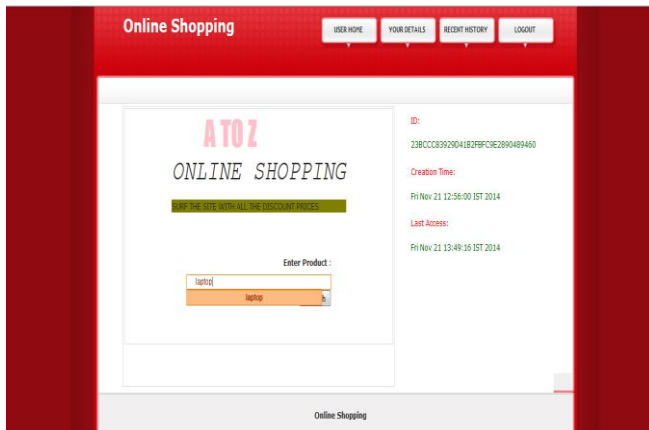 Online Shopping
USER HOME
YOUR DETAILS
RECENT HISTORY
LOGOUT
A TO Z
ONLINE SHOPPING
SURF THE SITE WITH ALL THE DISCOUNT PRICES
Enter Product :
laptop
laptop
h
ID:
23BCCC83929D41B2FBFC9E2890489460
Creation Time:
Fri Nov 21 12:56:00 IST 2014
Last Access:
Fri Nov 21 13:49:16 IST 2014
Online Shopping